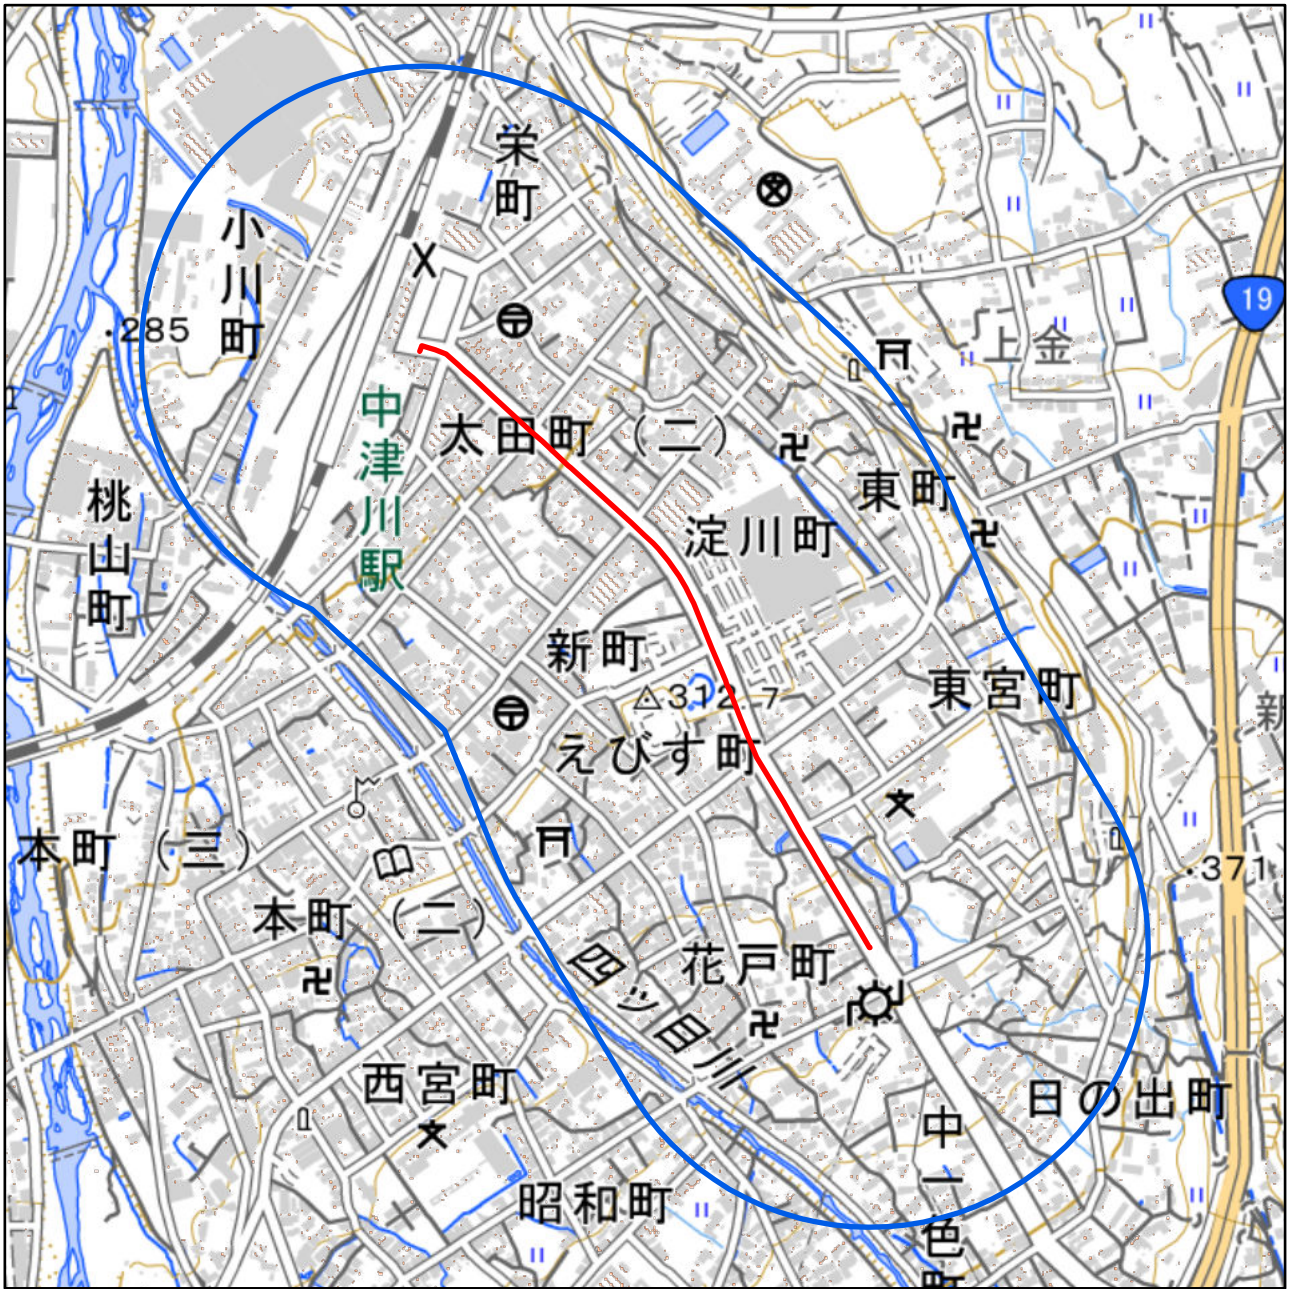 栄町
小川町
19
285
上金
中津川駅
太田町（二）
東町
桃山町
淀川町
新町
東宮町
312.7
えびす町
本町（三）
371
本町（二）
花戸町
四ツ目川
西宮町
日の出町
中一色町
昭和町
新